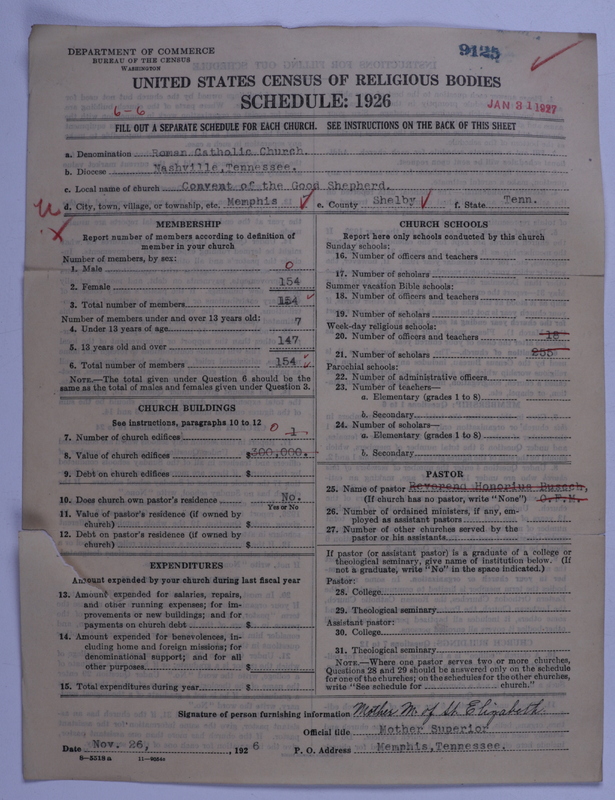 DEPARTMENT OF COMMERCE
BUREAU OF THE CENSUS
WASHINGTON
9125
UNITED STATES CENSUS OF RELIGIOUS BODIES
SCHEDULE: 1926
6-6
JAN 31 1927
FILL OUT A SEPARATE SCHEDULE FOR EACH CHURCH. SEE INSTRUCTIONS ON THE BACK OF THIS SHEET
a. Denomination Roman Catholic Church.
b. Diocese Nashville, Tennessee.
c. Local name of church Convent of the Good Shepherd.
d. City, town, village, or township, etc. Memphis e. County Shelby f. State Tenn.
MEMBERSHIP
Report number of members according to definition of
member in your church
Number of members, by sex:
1. Male 0
2. Female 154
3. Total number of members 154
Number of members under and over 13 years old:
4. Under 13 years of age 7
5. 13 years old and over 147
6. Total number of members 154
NOTE.—The total given under Question 6 should be the
same as the total of males and females given under Question 3.
CHURCH BUILDINGS
See instructions, paragraphs 10 to 12
7. Number of church edifices 0 1
8. Value of church edifices $300,000.
9. Debt on church edifices $
10. Does church own pastor's residence No.
Yes or No
11. Value of pastor's residence (if owned by
church) $
12. Debt on pastor's residence (if owned by
church) $
EXPENDITURES
Amount expended by your church during last fiscal year
13. Amount expended for salaries, repairs,
and other running expense; for im-
provements or new buildings; and for
payments on church debt $
14. Amount expended for benevolences, in-
cluding home and foreign missions; for
denominational support; and for all
other purposes $
15. Total expenditures during year $
CHURCH SCHOOLS
Report here only schools conducted by this church
Sunday schools:
16. Number of officers and teachers
17. Number of scholars
Summer vacation Bible schools:
18. Number of officers and teachers
19. Number of scholars
Week-day religious schools:
20. Number of officers and teachers 18
21. Number of scholars 255
Parochial schools:
22. Number of administrative officers
23. Number of teachers—
a. Elementary (grades 1 to 8)
b. Secondary
24. Number of scholars—
a. Elementary (grades 1 to 8)
b. Secondary
PASTOR
25. Name of pastor Reverend Honorius Busach,
(If church has no pastor, write "None") O.F.M.
26. Number of ordained ministers, if any, em-
ployed as assistant pastors
27. Number of other churches served by the
pastor or his assistants
If pastor (or assistant pastor) is a graduate of a college or
theological seminary, give name of institution below. (If
not a graduate, write "No" in the space indicated.)
Pastor:
28. College
29. Theological seminary
Assistant pastor:
30. College
31. Theological seminary
NOTE.—Where one pastor serves two or more churches,
Questions 28 and 29 should be answered only on the schedule
for one of the churches; on the schedules for the other churches,
write "See schedule for church."
Signature of person furnishing information Mother M. of St. Elizabeth
Official title Mother Superior
Date Nov. 26, , 1926 P. O. Address Memphis, Tennessee.
8-5518a 11-9054